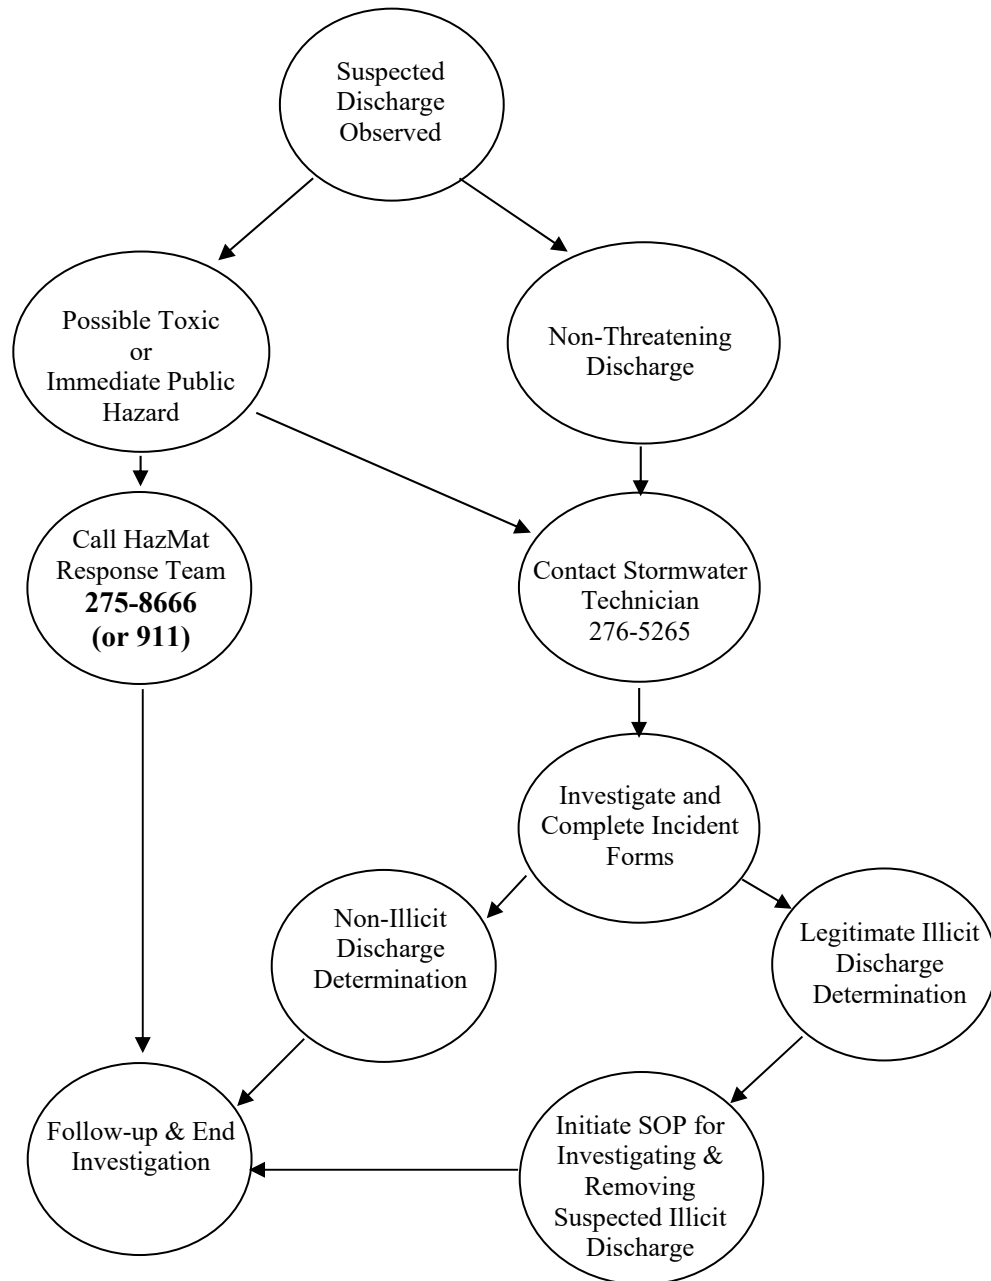 Suspected
Discharge
Observed
Possible Toxic
or
Immediate Public
Hazard
Non-Threatening
Discharge
Call HazMat
Response Team
275-8666
(or 911)
Contact Stormwater
Technician
276-5265
Investigate and
Complete Incident
Forms
Non-Illicit
Discharge
Determination
Legitimate Illicit
Discharge
Determination
Follow-up & End
Investigation
Initiate SOP for
Investigating &
Removing
Suspected Illicit
Discharge